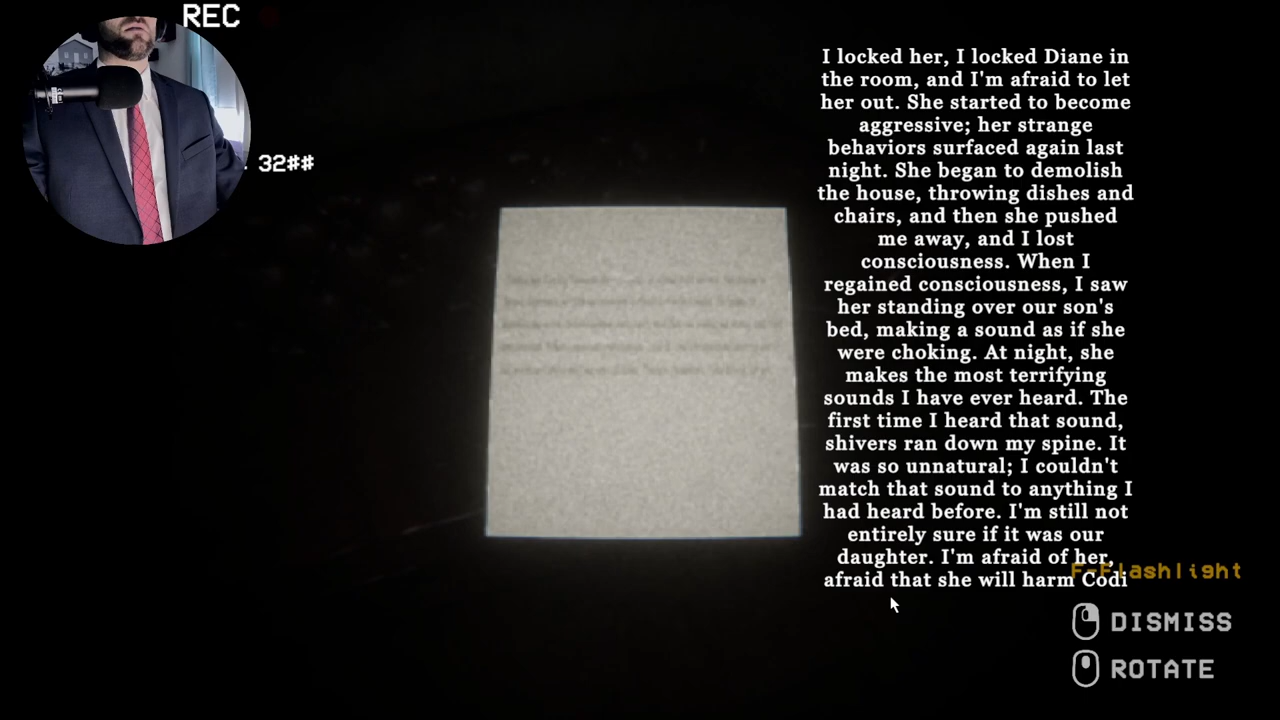 REC
32##
I locked her, I locked Diane in
the room, and I'm afraid to let
her out. She started to become
aggressive; her strange
behaviors surfaced again last
night. She began to demolish
the house, throwing dishes and
chairs, and then she pushed
me away, and I lost
consciousness. When I
regained consciousness, I saw
her standing over our son's
bed, making a sound as if she
were choking. At night, she
makes the most terrifying
sounds I have ever heard. The
first time I heard that sound,
shivers ran down my spine. It
was so unnatural; I couldn't
match that sound to anything I
had heard before. I'm still not
entirely sure if it was our
daughter. I'm afraid of her,
afraid that she will harm Codi
F-Flashlight
DISMISS
ROTATE